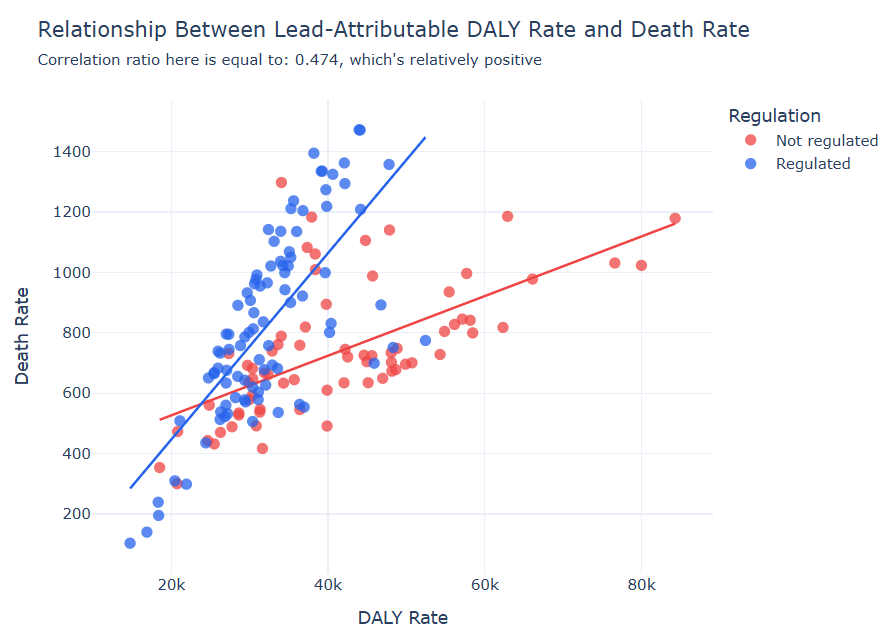 Relationship Between Lead-Attributable DALY Rate and Death Rate
Correlation ratio here is equal to: 0.474, which's relatively positive
Regulation
Not regulated
Regulated
1400
1200
1000
800
600
400
200
Death Rate
20k
40k
60k
80k
DALY Rate